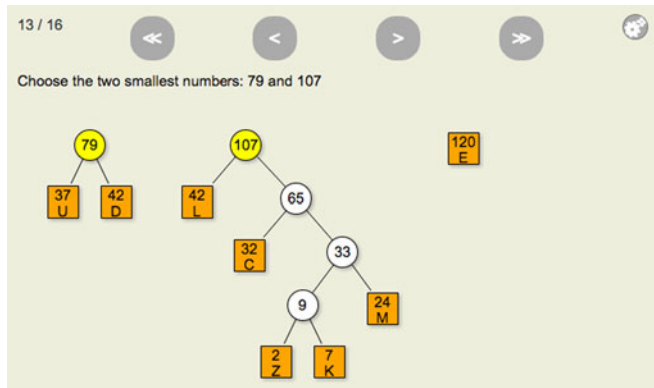 13 / 16
<<
<
>
>>
Choose the two smallest numbers: 79 and 107
79
107
120
E
37
U
42
D
42
L
65
32
C
33
9
24
M
2
Z
7
K